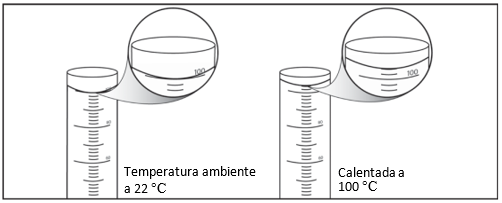 100
100
Temperatura ambiente
a 22 °C
Calentada a
100 °C